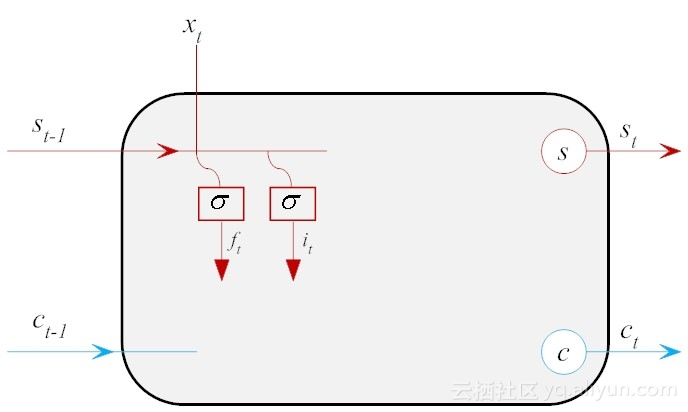 x_t
s_{t-1}
s
s_t
σ
σ
f_t
i_t
c_{t-1}
c
c_t
云栖社区 yq.aliyun.com